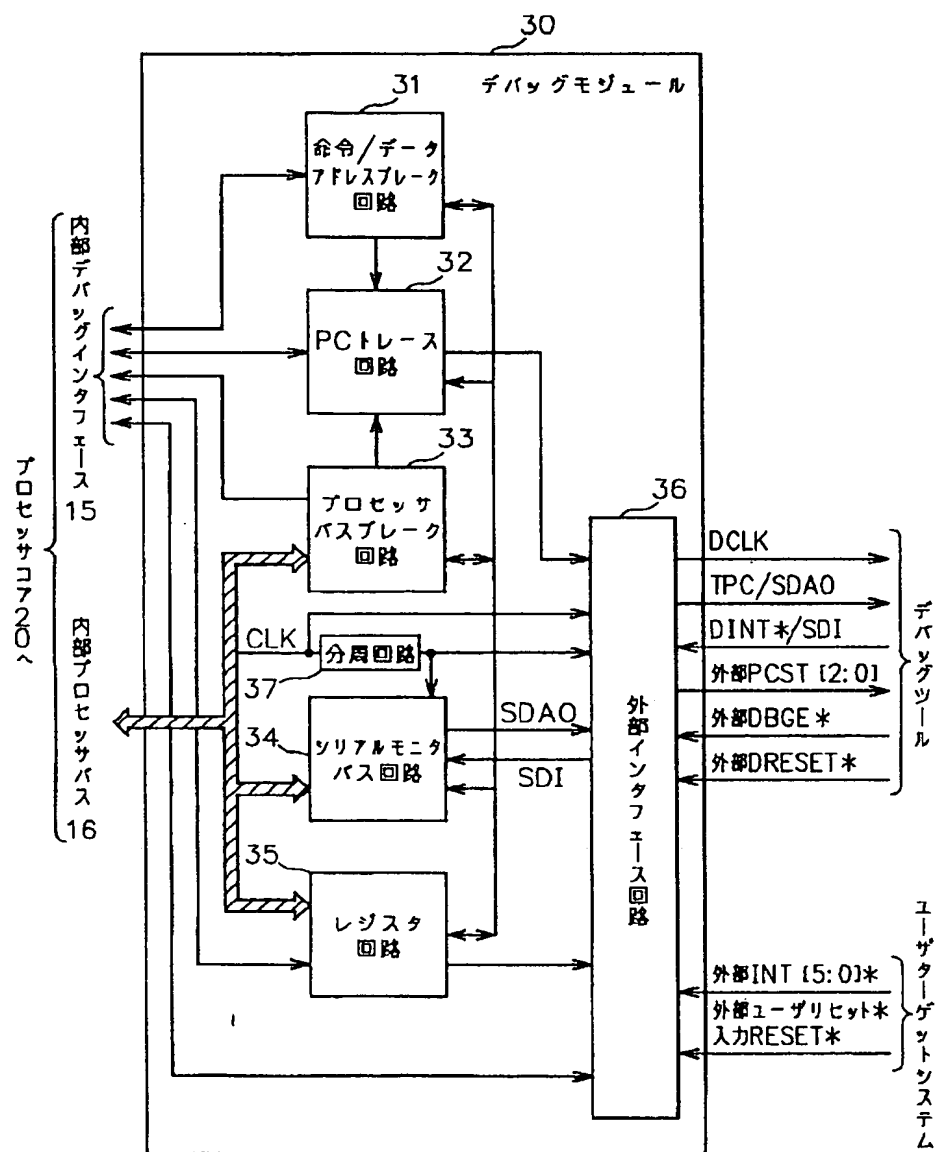 30
デバッグモジュール
31
命令/データ
アドレスブレーク
回路
32
PCトレース
回路
33
プロセッサ
バスブレーク
回路
CLK
分周回路
37
34
シリアルモニタ
バス回路
SDAO
SDI
35
レジスタ
回路
36
外部インタフェース回路
内部デバッグインタフェース15
プロセッサコア20へ
内部プロセッサバス16
DCLK
TPC/SDAO
DINT*/SDI
外部PCST [2:0]
外部DBGE*
外部DRESET*
デバッグツール
外部INT [5:0]*
外部ユーザリセット*
入力RESET*
ユーザターゲットシステム